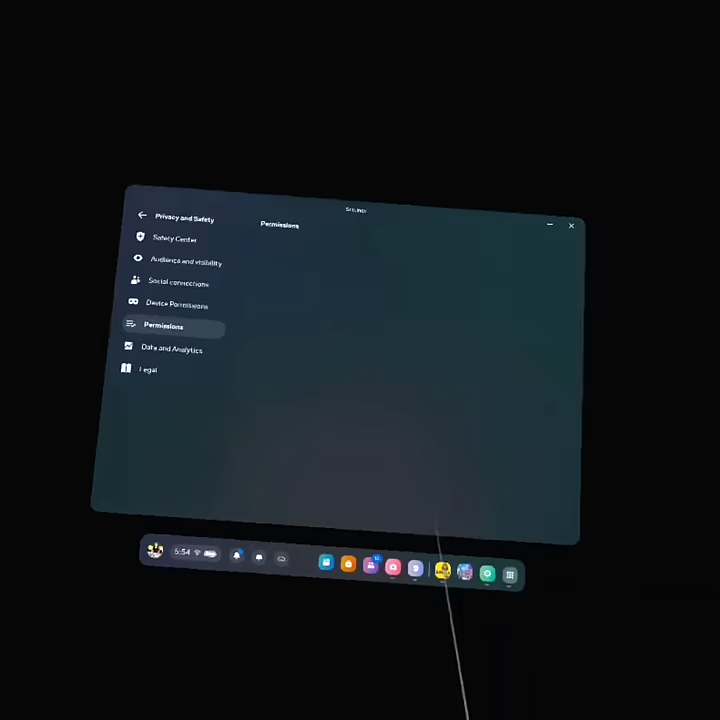 Settings
Privacy and Safety
Permissions
Safety Center
Audience and visibility
Social connections
Device Permissions
Permissions
Data and Analytics
Legal
5:54